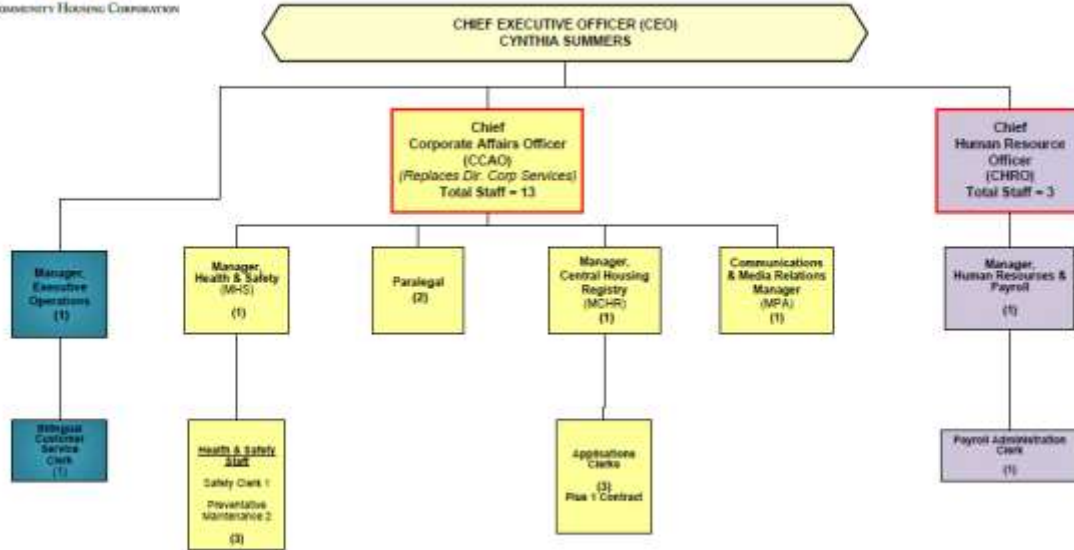 COMMUNITY HOUSING CORPORATION
CHIEF EXECUTIVE OFFICER (CEO)
CYNTHIA SUMMERS
Chief
Corporate Affairs Officer
(CCAO)
(Replaces Dir. Corp Services)
Total Staff = 13
Chief
Human Resource
Officer
(CHRO)
Total Staff = 3
Manager,
Executive
Operations
(1)
Manager,
Health & Safety
(MHS)
(1)
Paralegal
(2)
Manager,
Central Housing
Registry
(MCHR)
(1)
Communications
& Media Relations
Manager
(MPA)
(1)
Manager,
Human Resourses &
Payroll
(1)
Bilingual
Customer
Service
Clerk
(1)
Health & Safety
Staff
Safety Clerk 1
Preventative
Maintenance 2
(3)
Applications
Clerks
(3)
Plus 1 Contract
Payroll Administration
Clerk
(1)